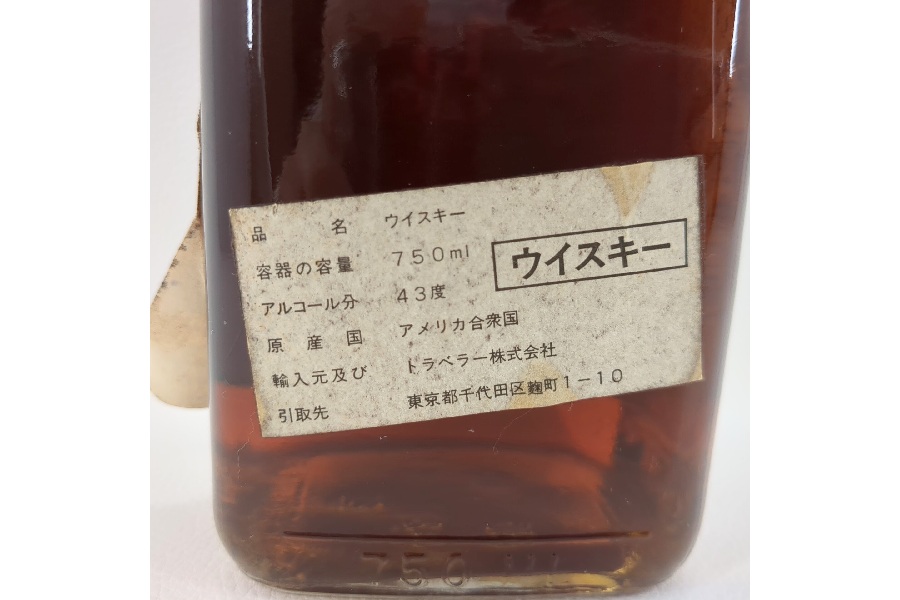 品名 ウイスキー
容器の容量 750ml
ウイスキー
アルコール分 43度
原産国 アメリカ合衆国
輸入元及び トラベラー株式会社
引取先 東京都千代田区麴町1-10
750 ML